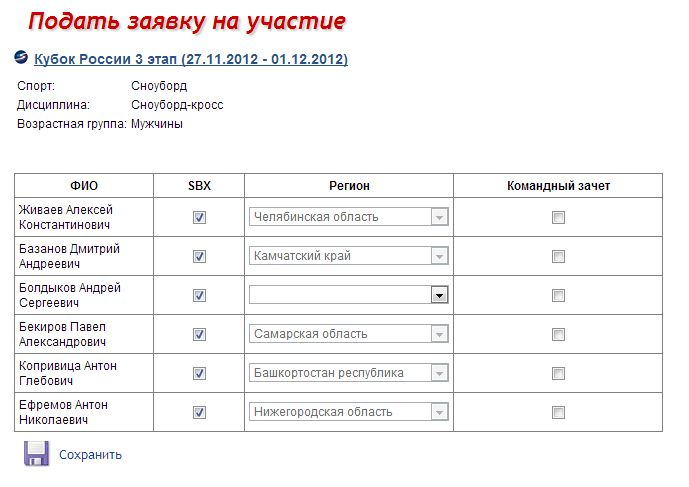 Подать заявку на участие
Кубок России 3 этап (27.11.2012 - 01.12.2012)
Спорт: Сноуборд
Дисциплина: Сноуборд-кросс
Возрастная группа: Мужчины
ФИО SBX Регион Командный зачет
Живаев Алексей
Константинович
Челябинская область
Базанов Дмитрий
Андреевич
Камчатский край
Болдыков Андрей
Сергеевич
Бекиров Павел
Александрович
Самарская область
Копривица Антон
Глебович
Башкортостан республика
Ефремов Антон
Николаевич
Нижегородская область
Сохранить